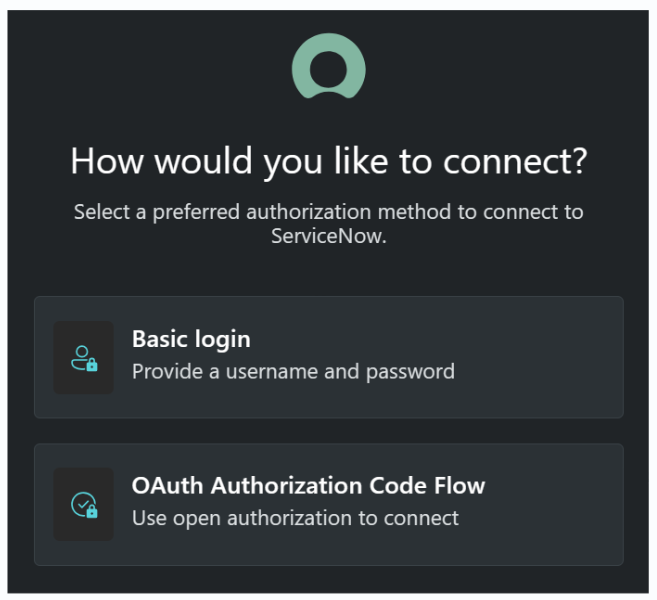 How would you like to connect?
Select a preferred authorization method to connect to
ServiceNow.
Basic login
Provide a username and password
OAuth Authorization Code Flow
Use open authorization to connect